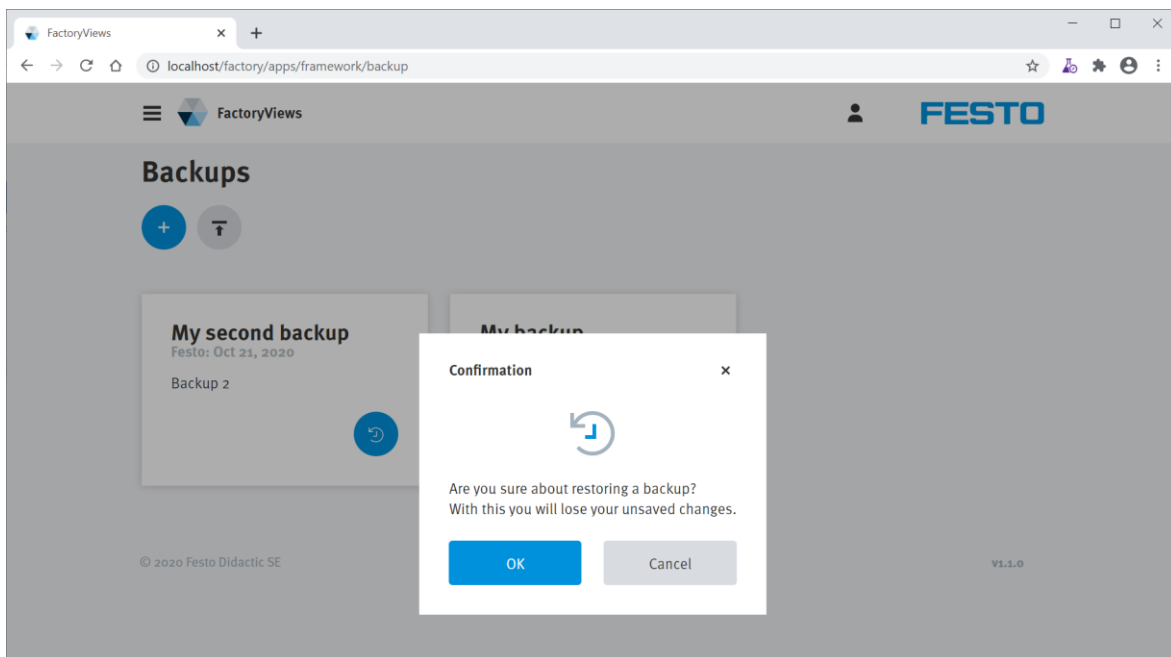 FactoryViews
localhost/factory/apps/framework/backup
FactoryViews
FESTO
Backups
My second backup
Festo: Oct 21, 2020
Backup 2
My backup
Confirmation
Are you sure about restoring a backup?
With this you will lose your unsaved changes.
OK
Cancel
© 2020 Festo Didactic SE
v1.1.0